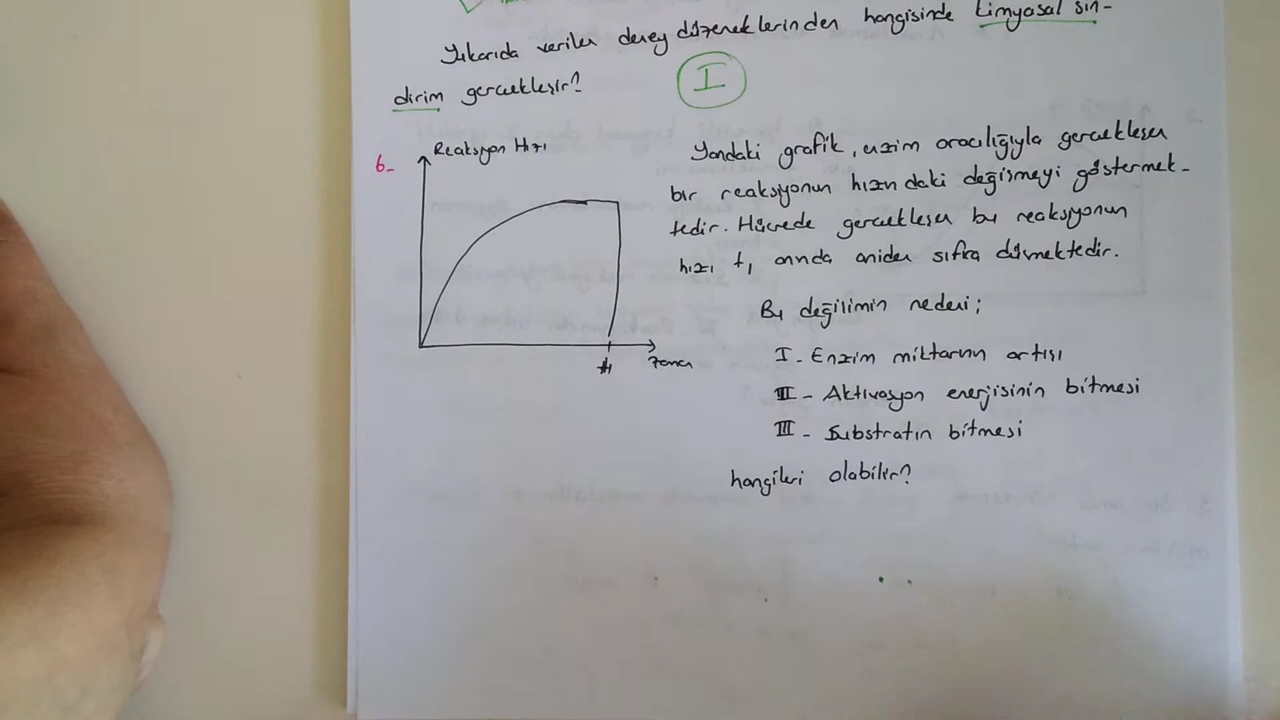 Yukarıda verilen deney düzeneklerinden hangisinde kimyasal sin-
dirim gerçekleşir?
I
6-
Reaksiyon Hızı
t1
Zaman
Yandaki grafik, enzim aracılığıyla gerçekleşen
bir reaksiyonun hızındaki değişmeyi göstermek-
tedir. Hücrede gerçekleşen bu reaksiyonun
hızı t1 anında aniden sıfıra düşmektedir.
Bu değişimin nedeni;
I - Enzim miktarının artışı
II - Aktivasyon enerjisinin bitmesi
III - Substratın bitmesi
hangileri olabilir?